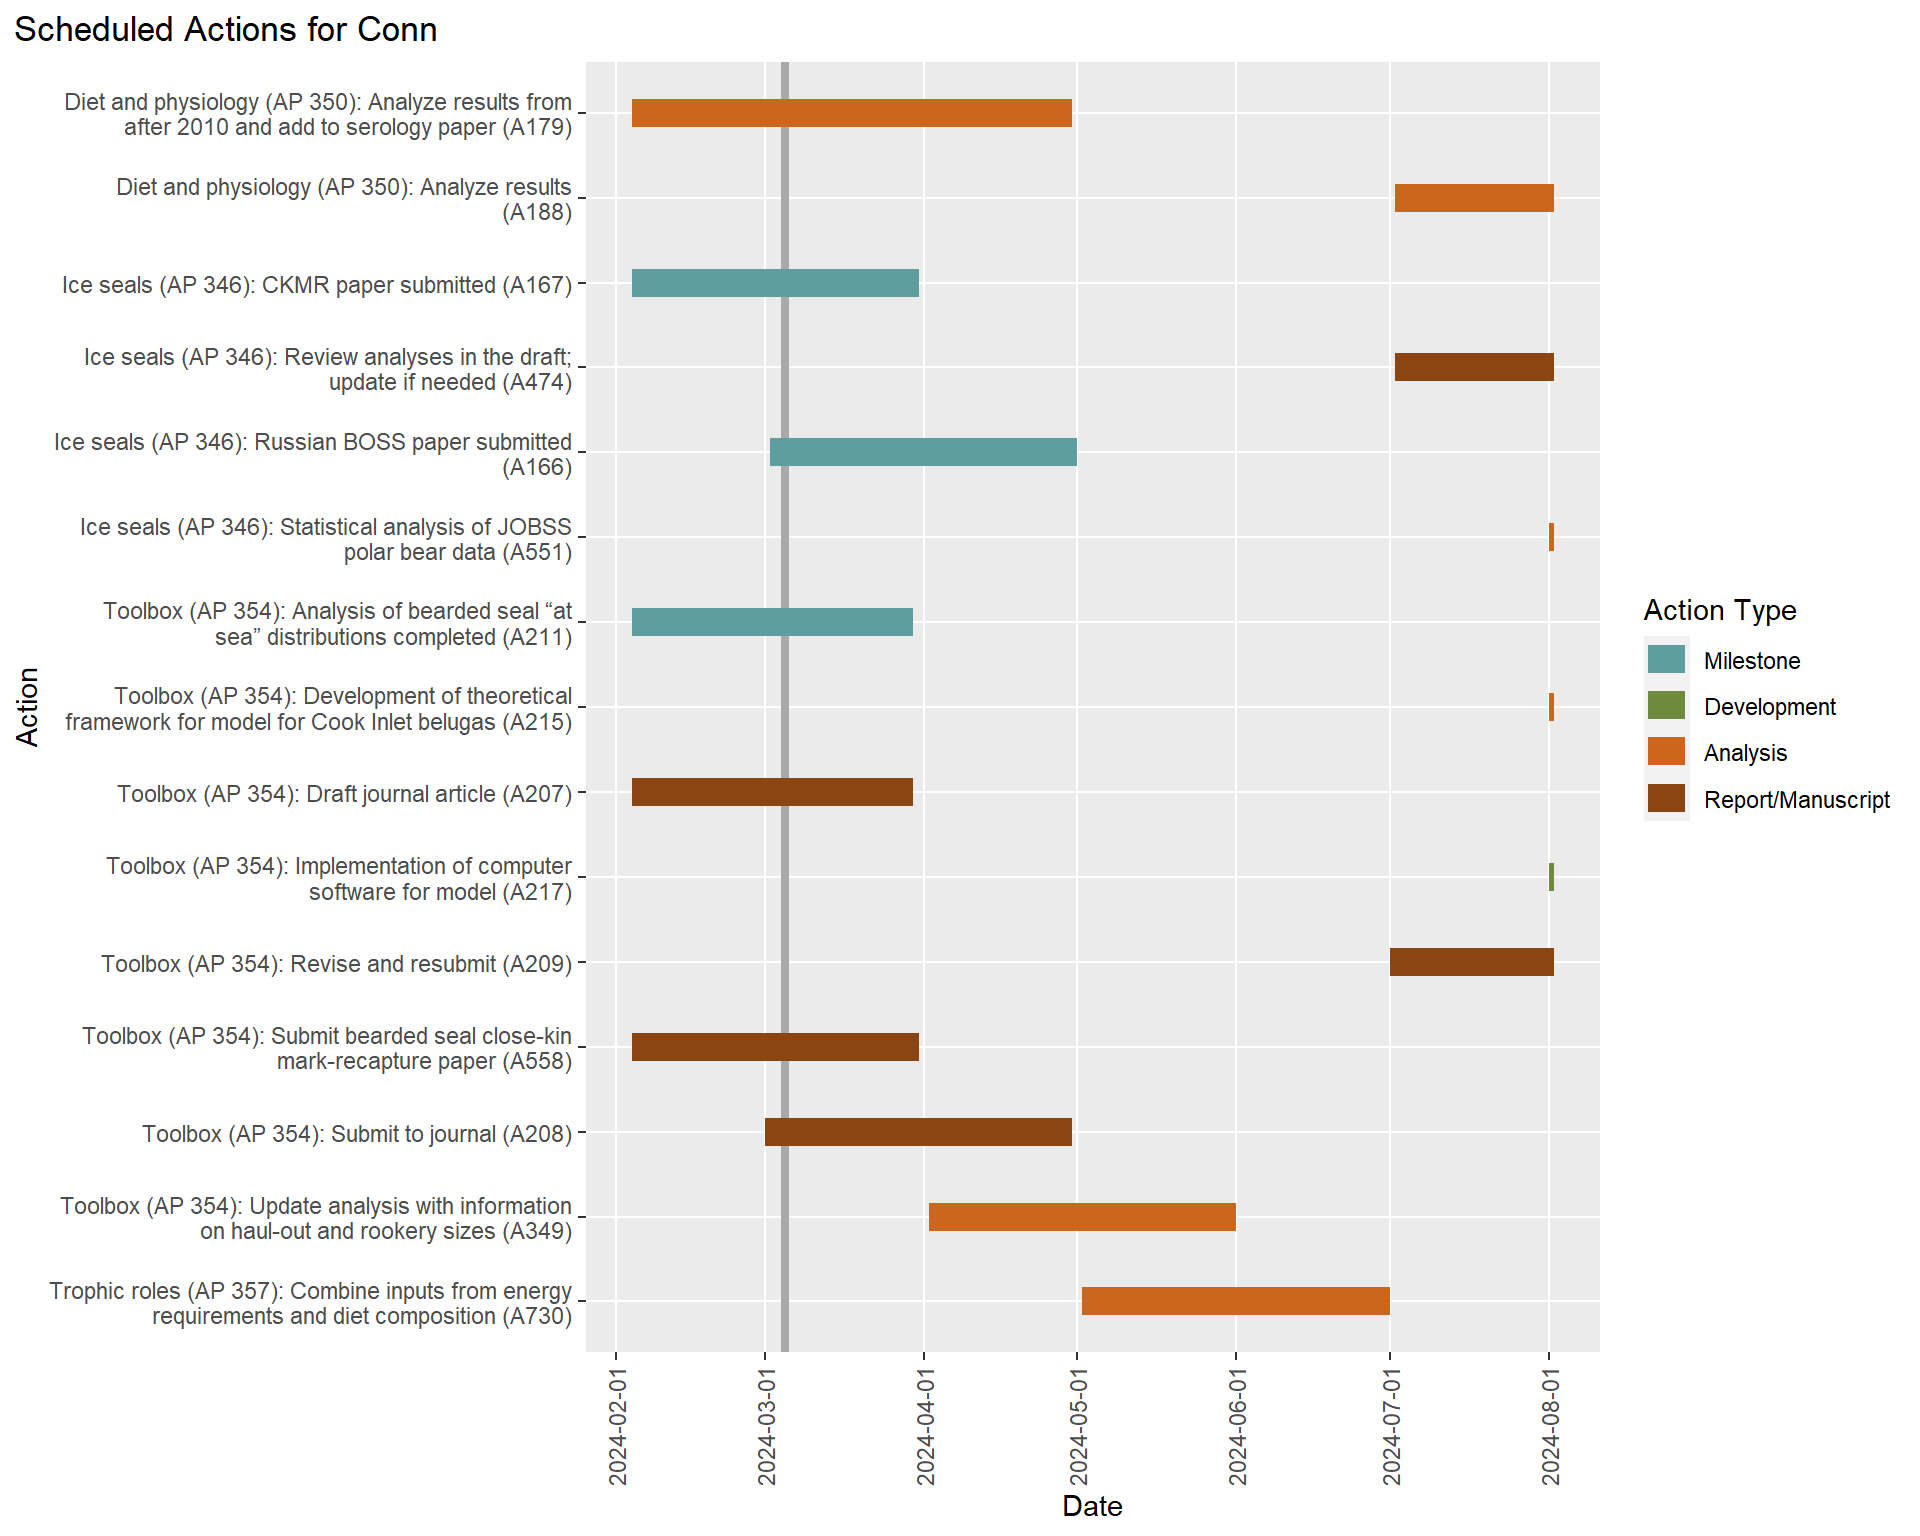 Scheduled Actions for Conn
Diet and physiology (AP 350): Analyze results from
after 2010 and add to serology paper (A179)
Diet and physiology (AP 350): Analyze results
(A188)
Ice seals (AP 346): CKMR paper submitted (A167)
Ice seals (AP 346): Review analyses in the draft;
update if needed (A474)
Ice seals (AP 346): Russian BOSS paper submitted
(A166)
Ice seals (AP 346): Statistical analysis of JOBSS
polar bear data (A551)
Toolbox (AP 354): Analysis of bearded seal “at
sea” distributions completed (A211)
Toolbox (AP 354): Development of theoretical
framework for model for Cook Inlet belugas (A215)
Toolbox (AP 354): Draft journal article (A207)
Toolbox (AP 354): Implementation of computer
software for model (A217)
Toolbox (AP 354): Revise and resubmit (A209)
Toolbox (AP 354): Submit bearded seal close-kin
mark-recapture paper (A558)
Toolbox (AP 354): Submit to journal (A208)
Toolbox (AP 354): Update analysis with information
on haul-out and rookery sizes (A349)
Trophic roles (AP 357): Combine inputs from energy
requirements and diet composition (A730)
Action
2024-02-01
2024-03-01
2024-04-01
2024-05-01
2024-06-01
2024-07-01
2024-08-01
Date
Action Type
Milestone
Development
Analysis
Report/Manuscript